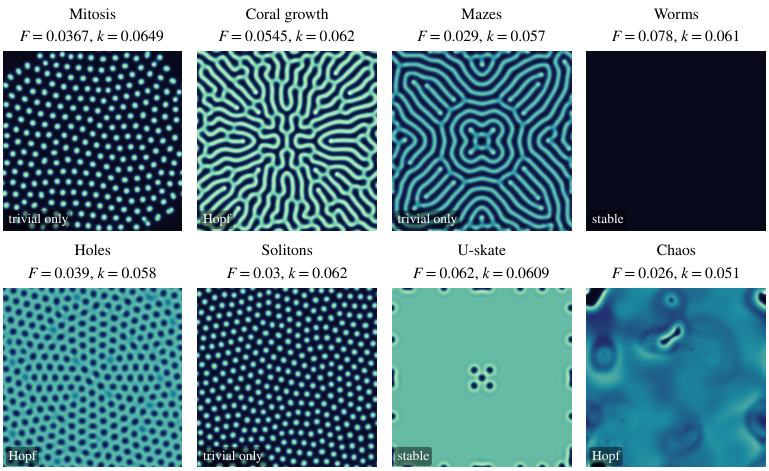 Mitosis
F = 0.0367, k = 0.0649
trivial only
Coral growth
F = 0.0545, k = 0.062
Hopf
Mazes
F = 0.029, k = 0.057
trivial only
Worms
F = 0.078, k = 0.061
stable
Holes
F = 0.039, k = 0.058
Hopf
Solitons
F = 0.03, k = 0.062
trivial only
U-skate
F = 0.062, k = 0.0609
stable
Chaos
F = 0.026, k = 0.051
Hopf